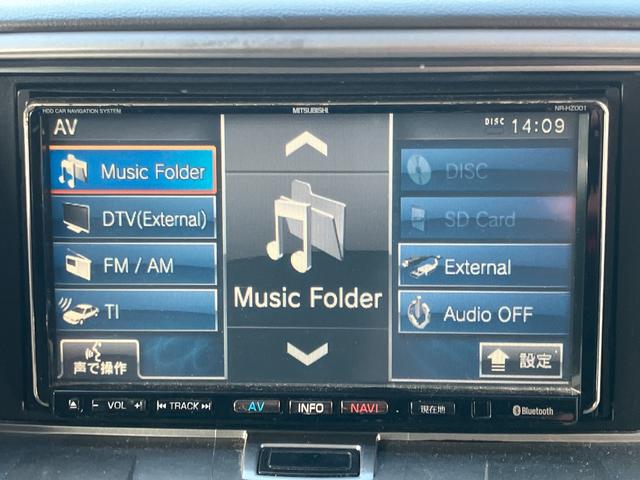 HDD CAR NAVIGATION SYSTEM
MITSUBISHI
NR-HZ001
AV
DISC 14:09
Music Folder
DTV(External)
FM / AM
TI
声で操作
Music Folder
DISC
SD Card
External
Audio OFF
設定
VOL
TRACK
AV
INFO
NAVI
現在地
Bluetooth